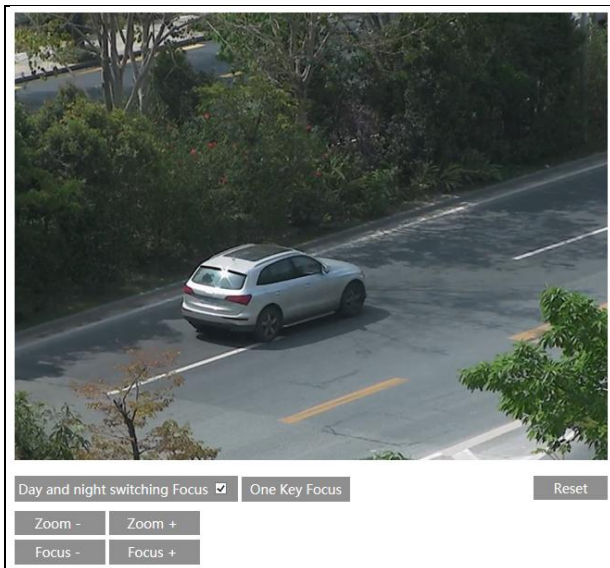 Day and night switching Focus One Key Focus Reset
Zoom - Zoom +
Focus - Focus +